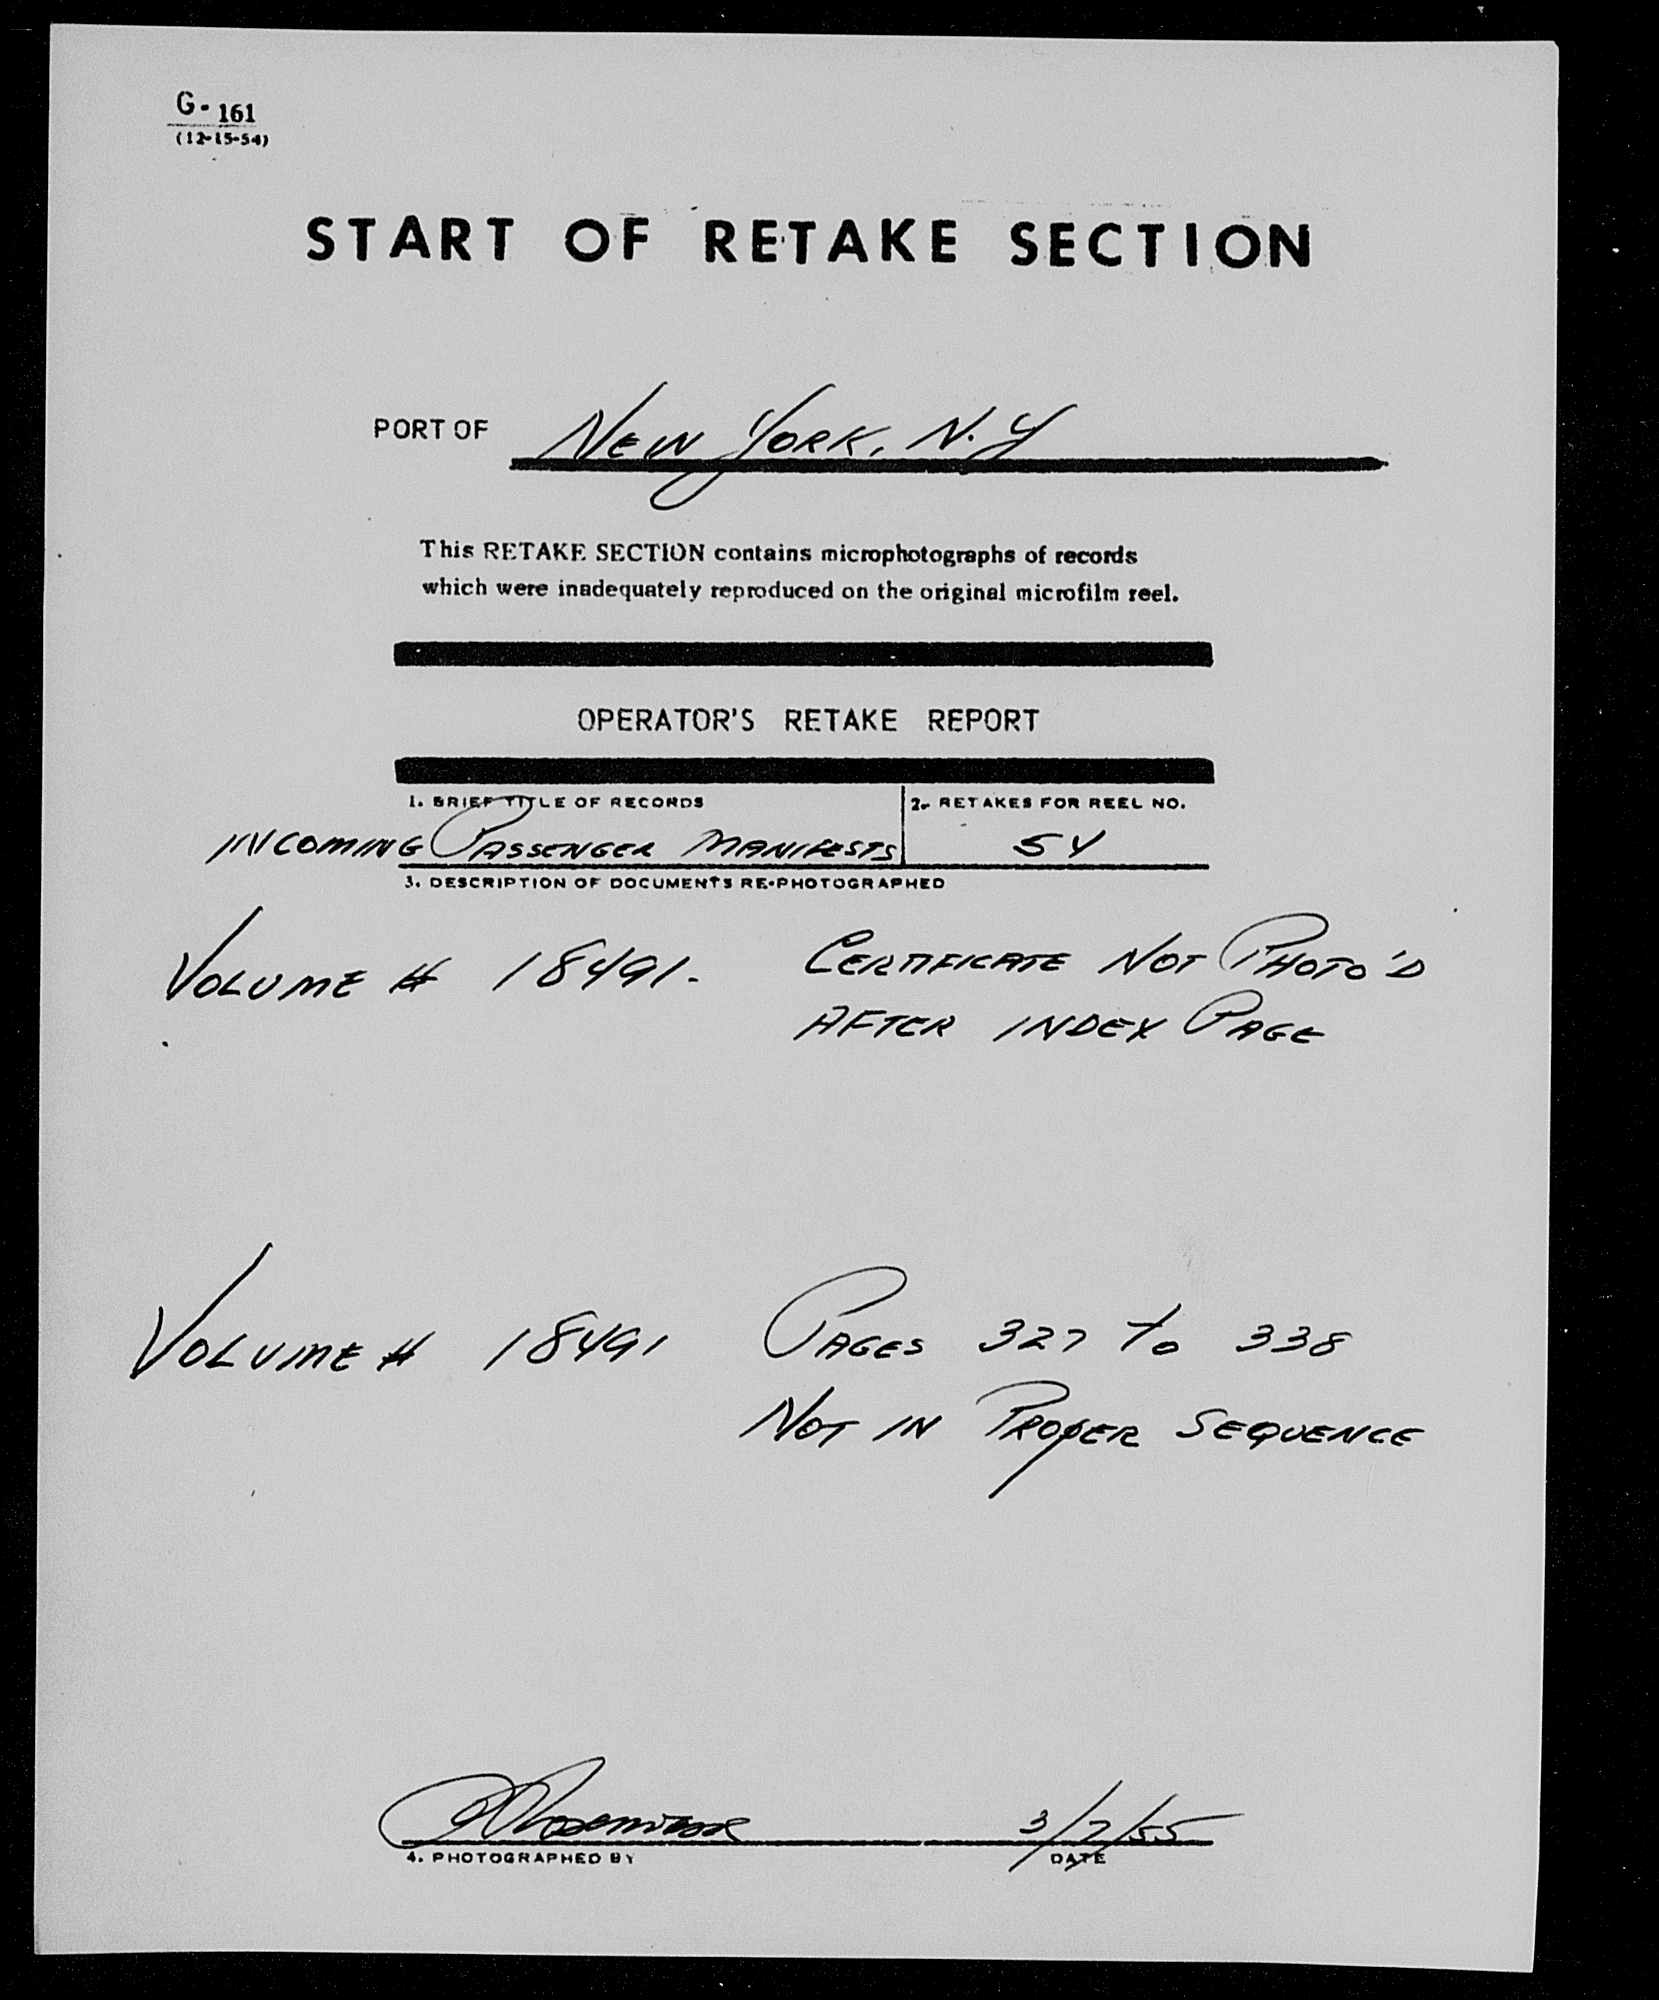 G-161
(12-15-54)
START OF RETAKE SECTION
PORT OF NEW YORK, N.Y
This RETAKE SECTION contains microphotographs of records
which were inadequately reproduced on the original microfilm reel.
OPERATOR'S RETAKE REPORT
1. BRIEF TITLE OF RECORDS
INCOMING PASSENGER MANIFESTS
2. RETAKES FOR REEL NO.
54
3. DESCRIPTION OF DOCUMENTS RE-PHOTOGRAPHED
VOLUME # 18491. CERTIFICATE NOT PHOTO'D
AFTER INDEX PAGE
VOLUME # 18491 PAGES 327 to 338
NOT IN PROPER SEQUENCE
3/7/55
4. PHOTOGRAPHED BY DATE